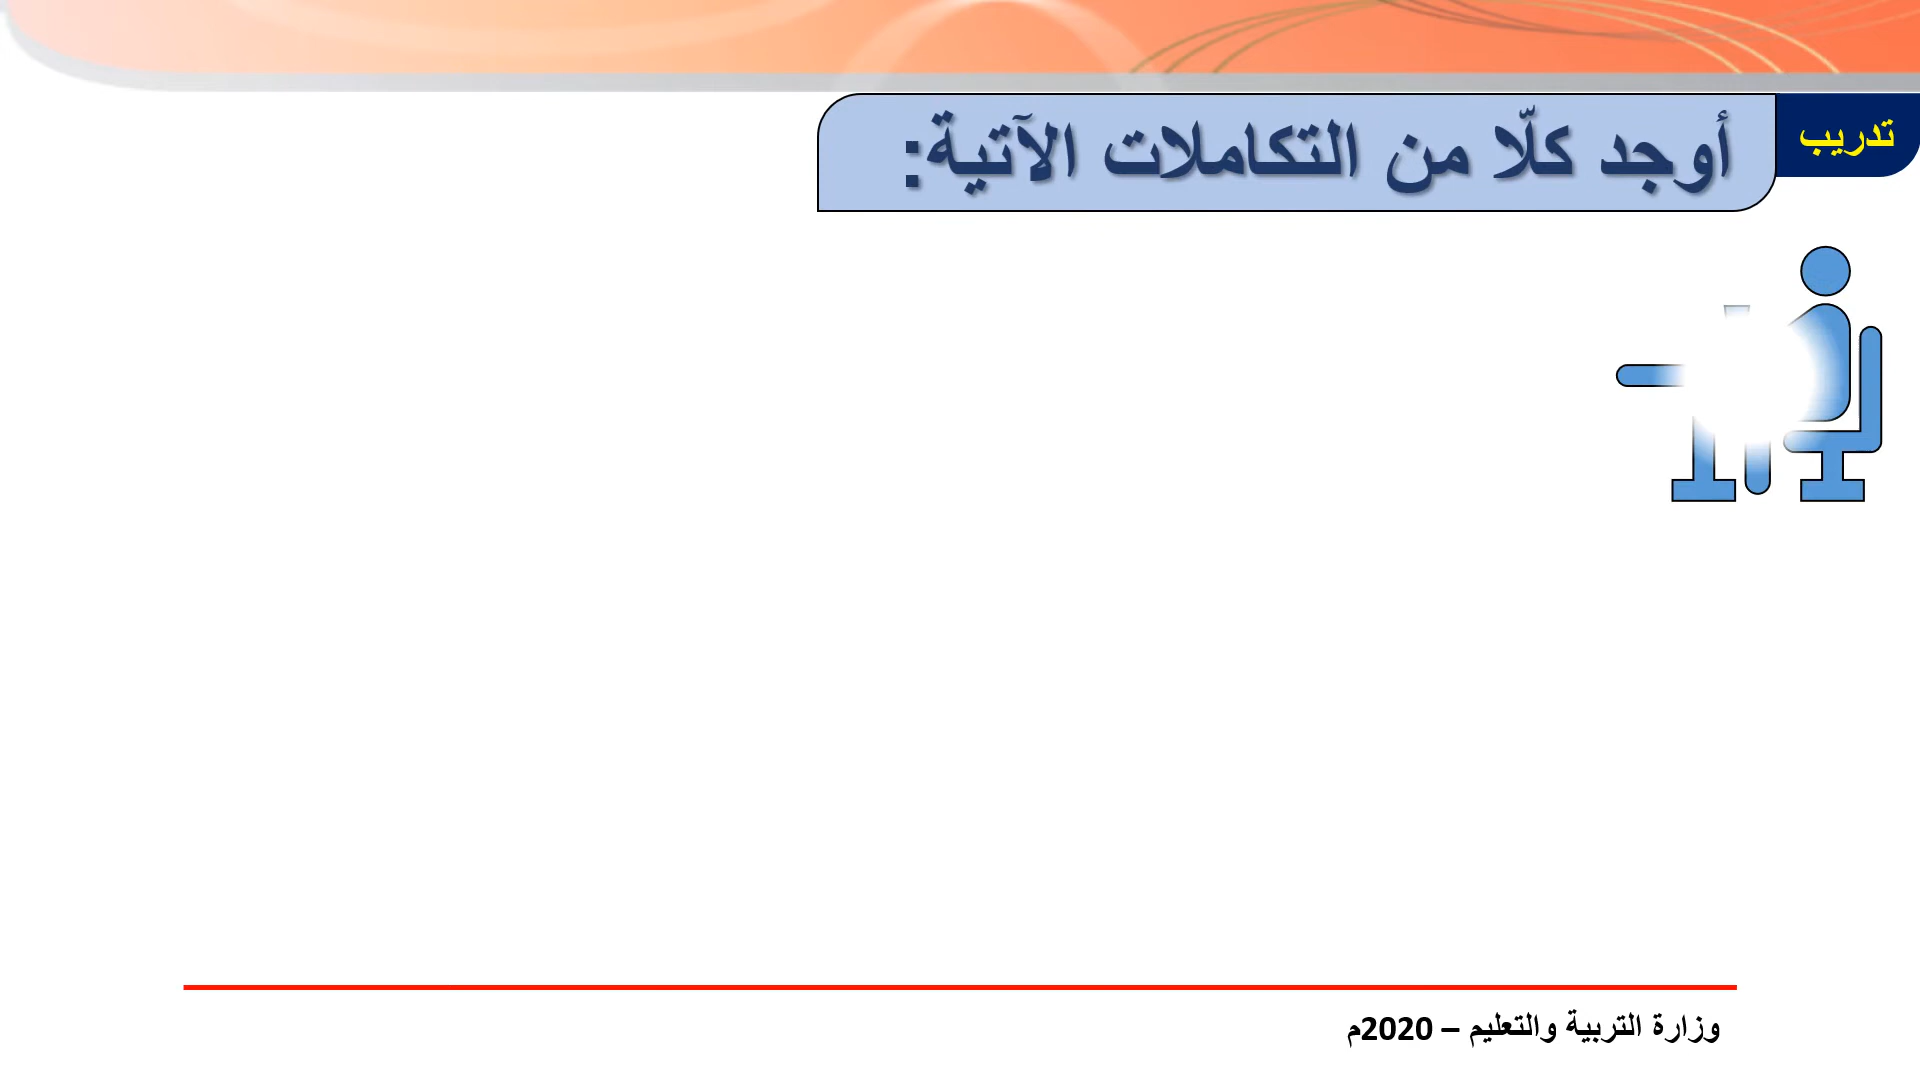 تدريب
أوجد كلّا من التكاملات الآتية:
وزارة التربية والتعليم – 2020م